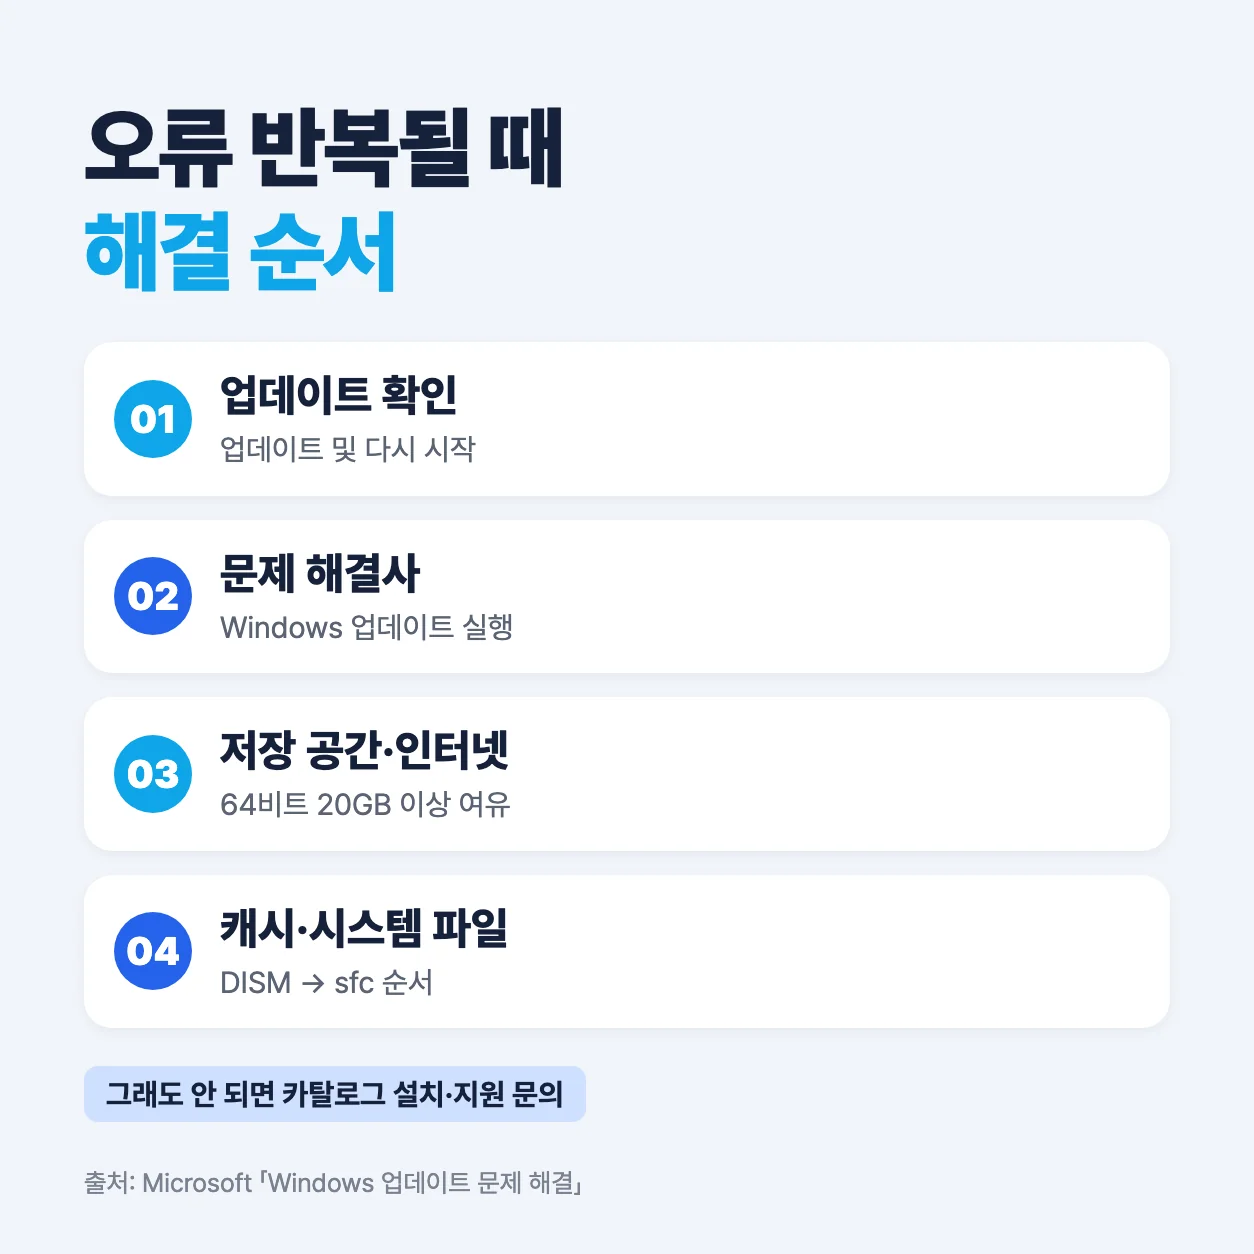 오류 반복될 때
해결 순서
01
업데이트 확인
업데이트 및 다시 시작
02
문제 해결사
Windows 업데이트 실행
03
저장 공간·인터넷
64비트 20GB 이상 여유
04
캐시·시스템 파일
DISM → sfc 순서
그래도 안 되면 카탈로그 설치·지원 문의
출처: Microsoft 「Windows 업데이트 문제 해결」